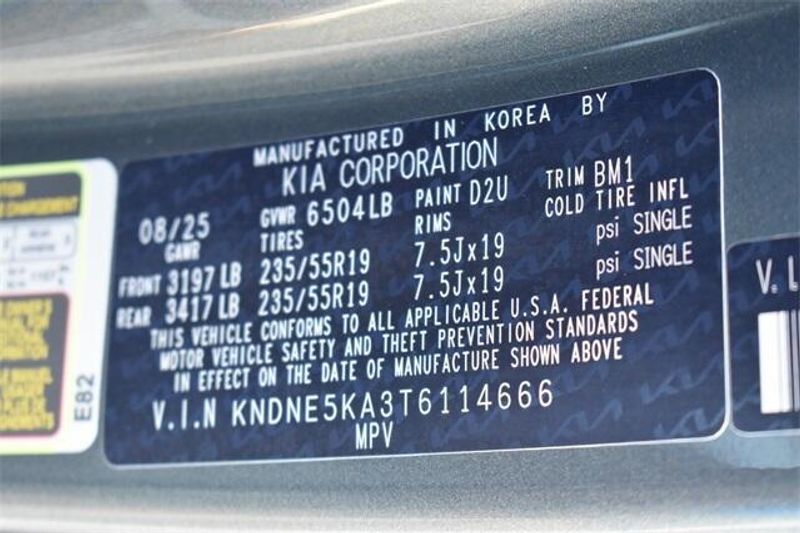 MANUFACTURED IN KOREA BY
KIA CORPORATION
08/25 GVWR 6504LB PAINT D2U TRIM BM1
GAWR TIRES RIMS COLD TIRE INFL
FRONT 3197 LB 235/55R19 7.5Jx19 psi SINGLE
REAR 3417 LB 235/55R19 7.5Jx19 psi SINGLE
THIS VEHICLE CONFORMS TO ALL APPLICABLE U.S.A. FEDERAL
MOTOR VEHICLE SAFETY AND THEFT PREVENTION STANDARDS
IN EFFECT ON THE DATE OF MANUFACTURE SHOWN ABOVE
V.I.N KNDNE5KA3T6114666
MPV
E82
V.